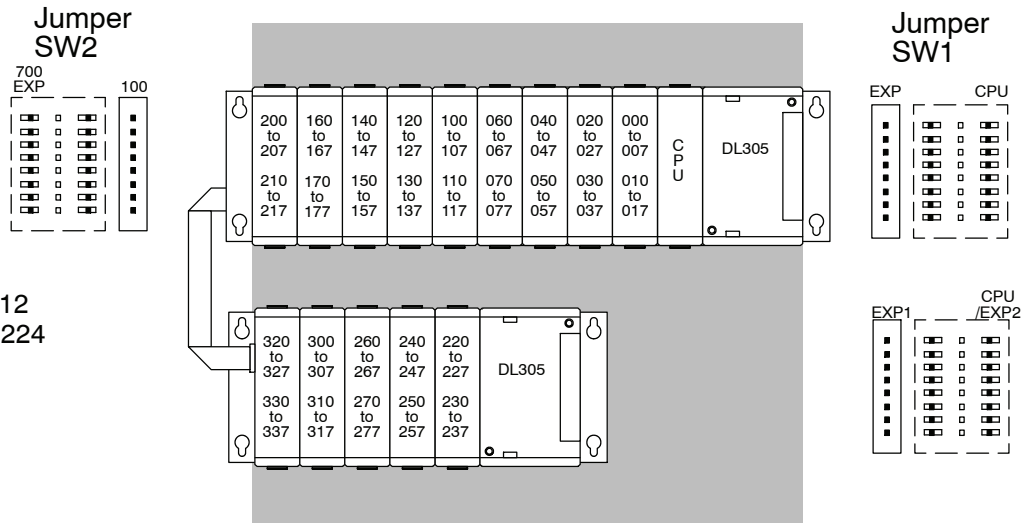 Jumper
SW2
700
EXP
100
Jumper
SW1
EXP
CPU
200
to
207
210
to
217
160
to
167
170
to
177
140
to
147
150
to
157
120
to
127
130
to
137
100
to
107
110
to
117
060
to
067
070
to
077
040
to
047
050
to
057
020
to
027
030
to
037
000
to
007
010
to
017
C
P
U
DL305
12
224
320
to
327
330
to
337
300
to
307
310
to
317
260
to
267
270
to
277
240
to
247
250
to
257
220
to
227
230
to
237
DL305
EXP1
CPU
/EXP2